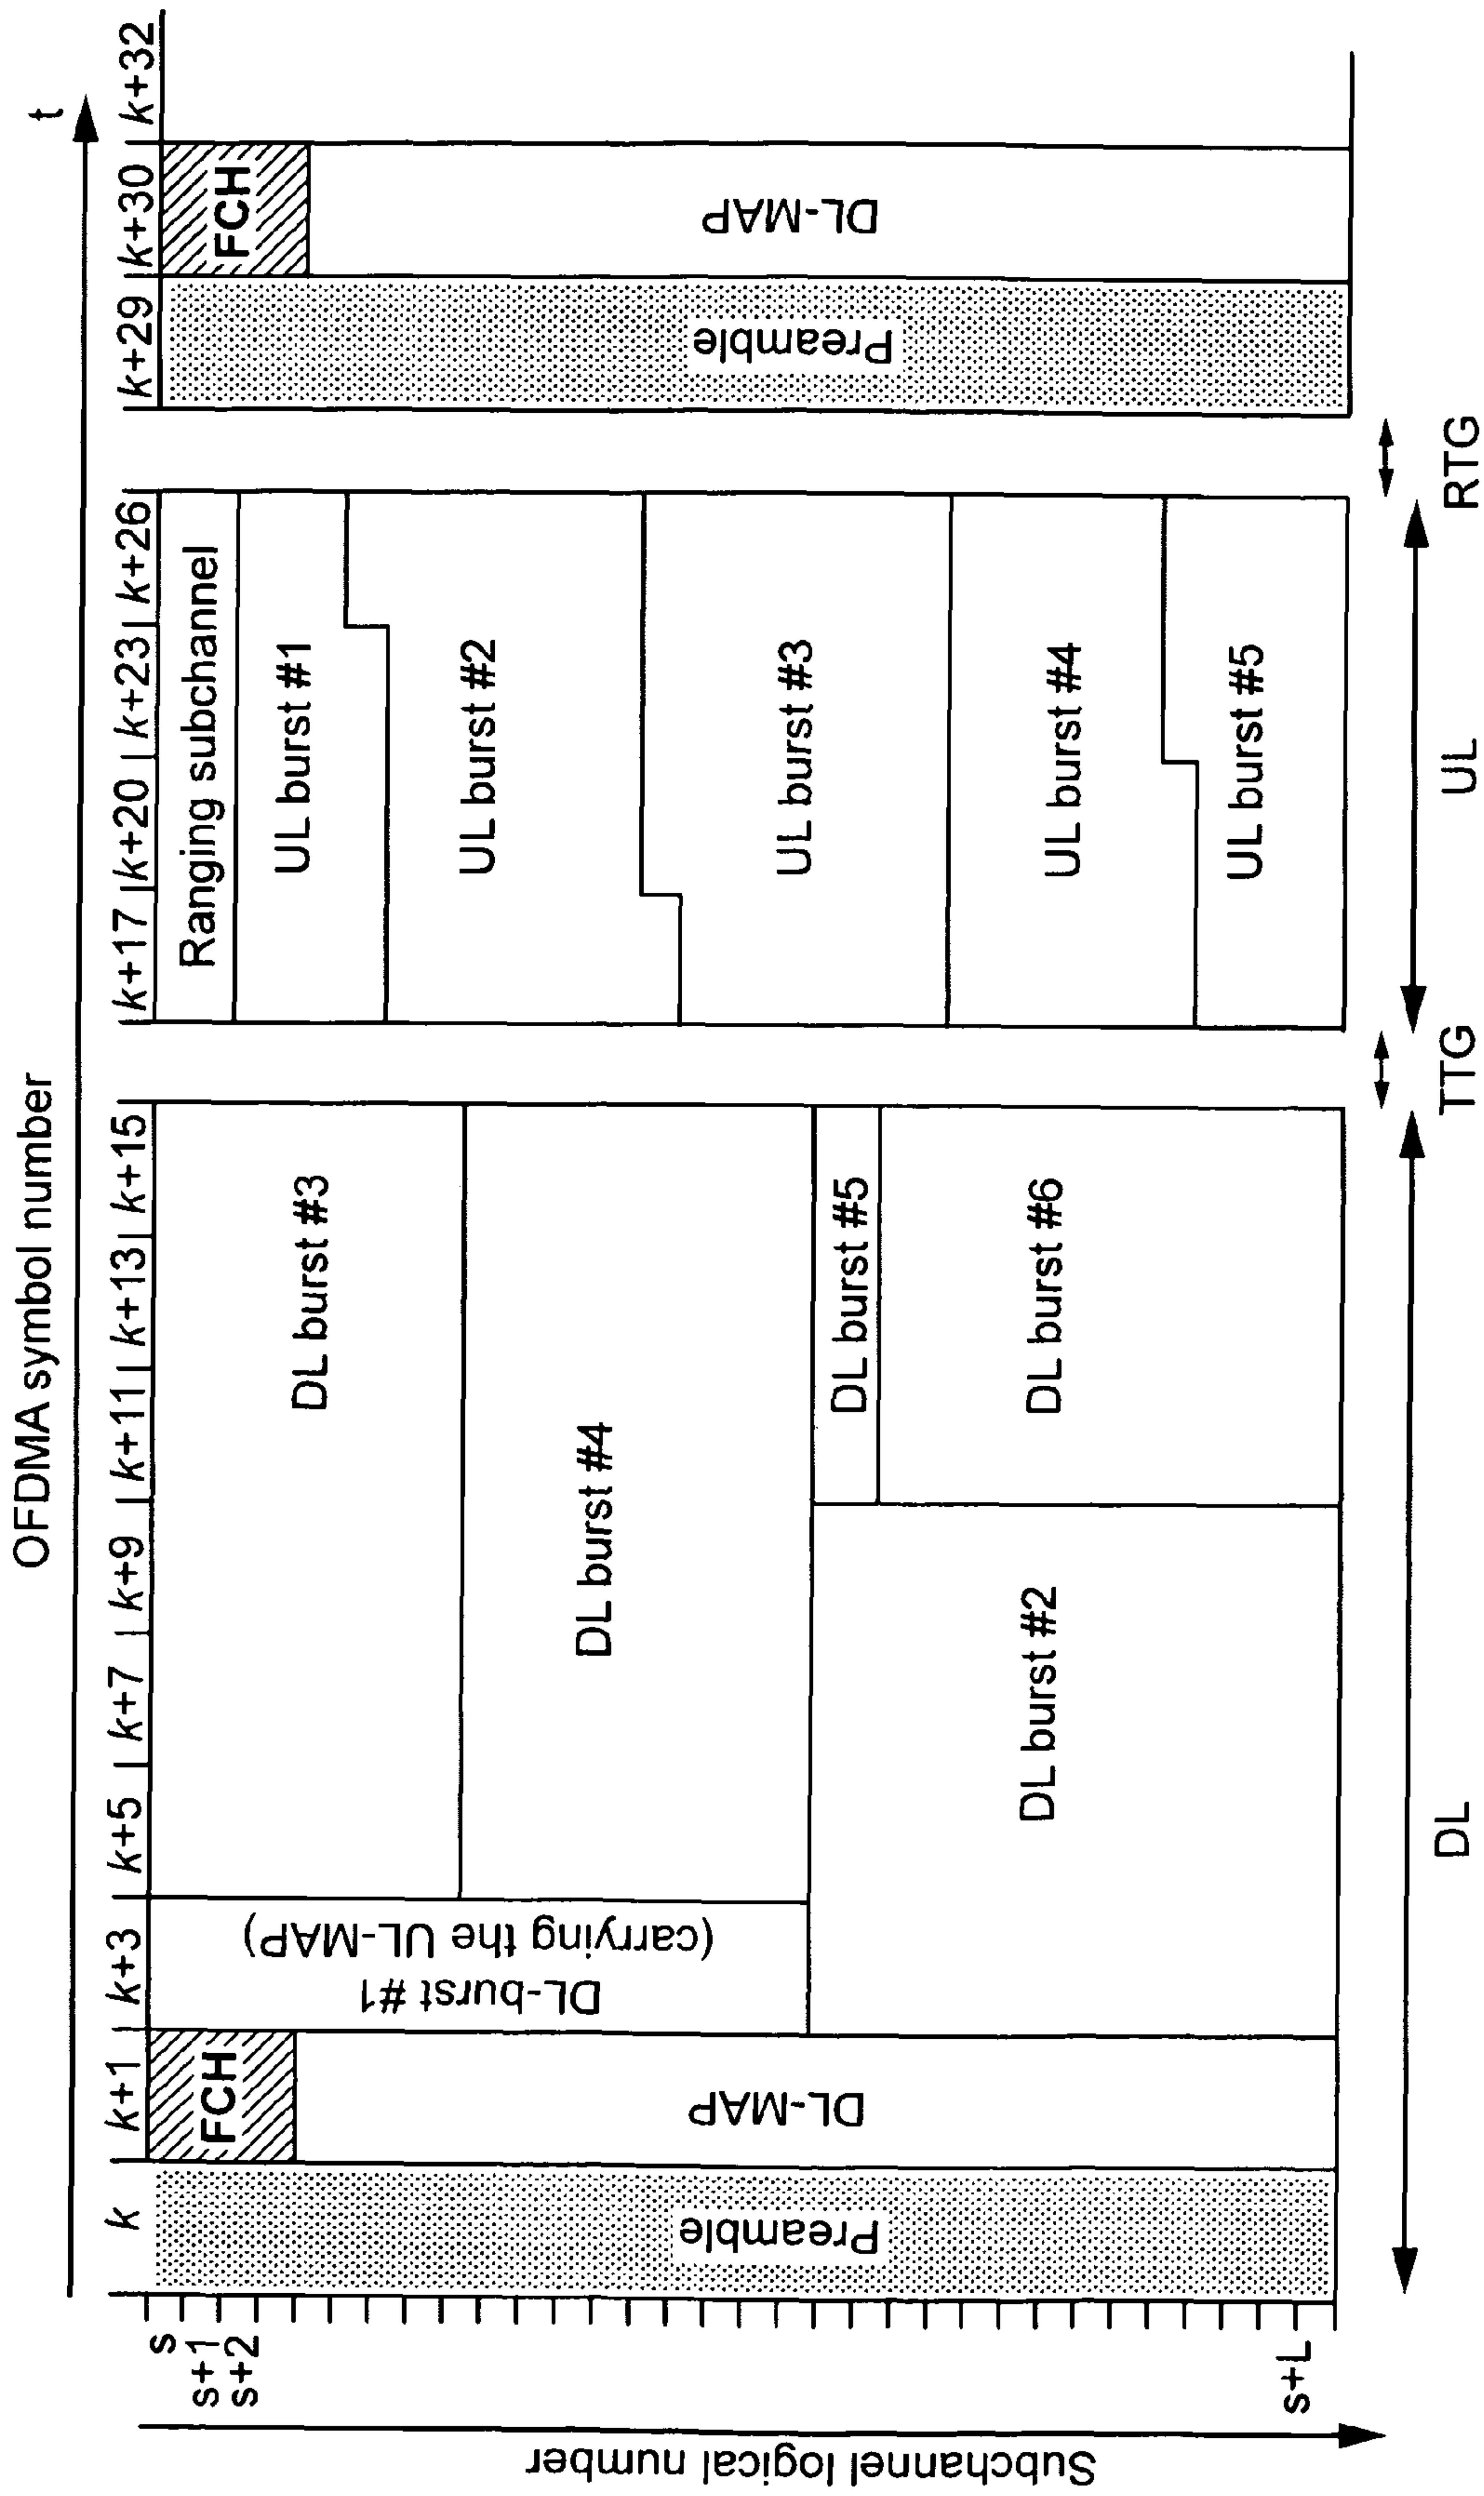 OFDMA symbol number
t
k
k+1
k+3
k+5
k+7
k+9
k+11
k+13
k+15
k+17
k+20
k+23
k+26
k+29
k+30
k+32
Subchannel logical number
s
s+1
s+2
s+L
Preamble
FCH
DL-MAP
DL-burst #1
(carrying the UL-MAP)
DL burst #3
DL burst #4
DL burst #2
DL burst #5
DL burst #6
Ranging subchannel
UL burst #1
UL burst #2
UL burst #3
UL burst #4
UL burst #5
Preamble
FCH
DL-MAP
DL
TTG
UL
RTG